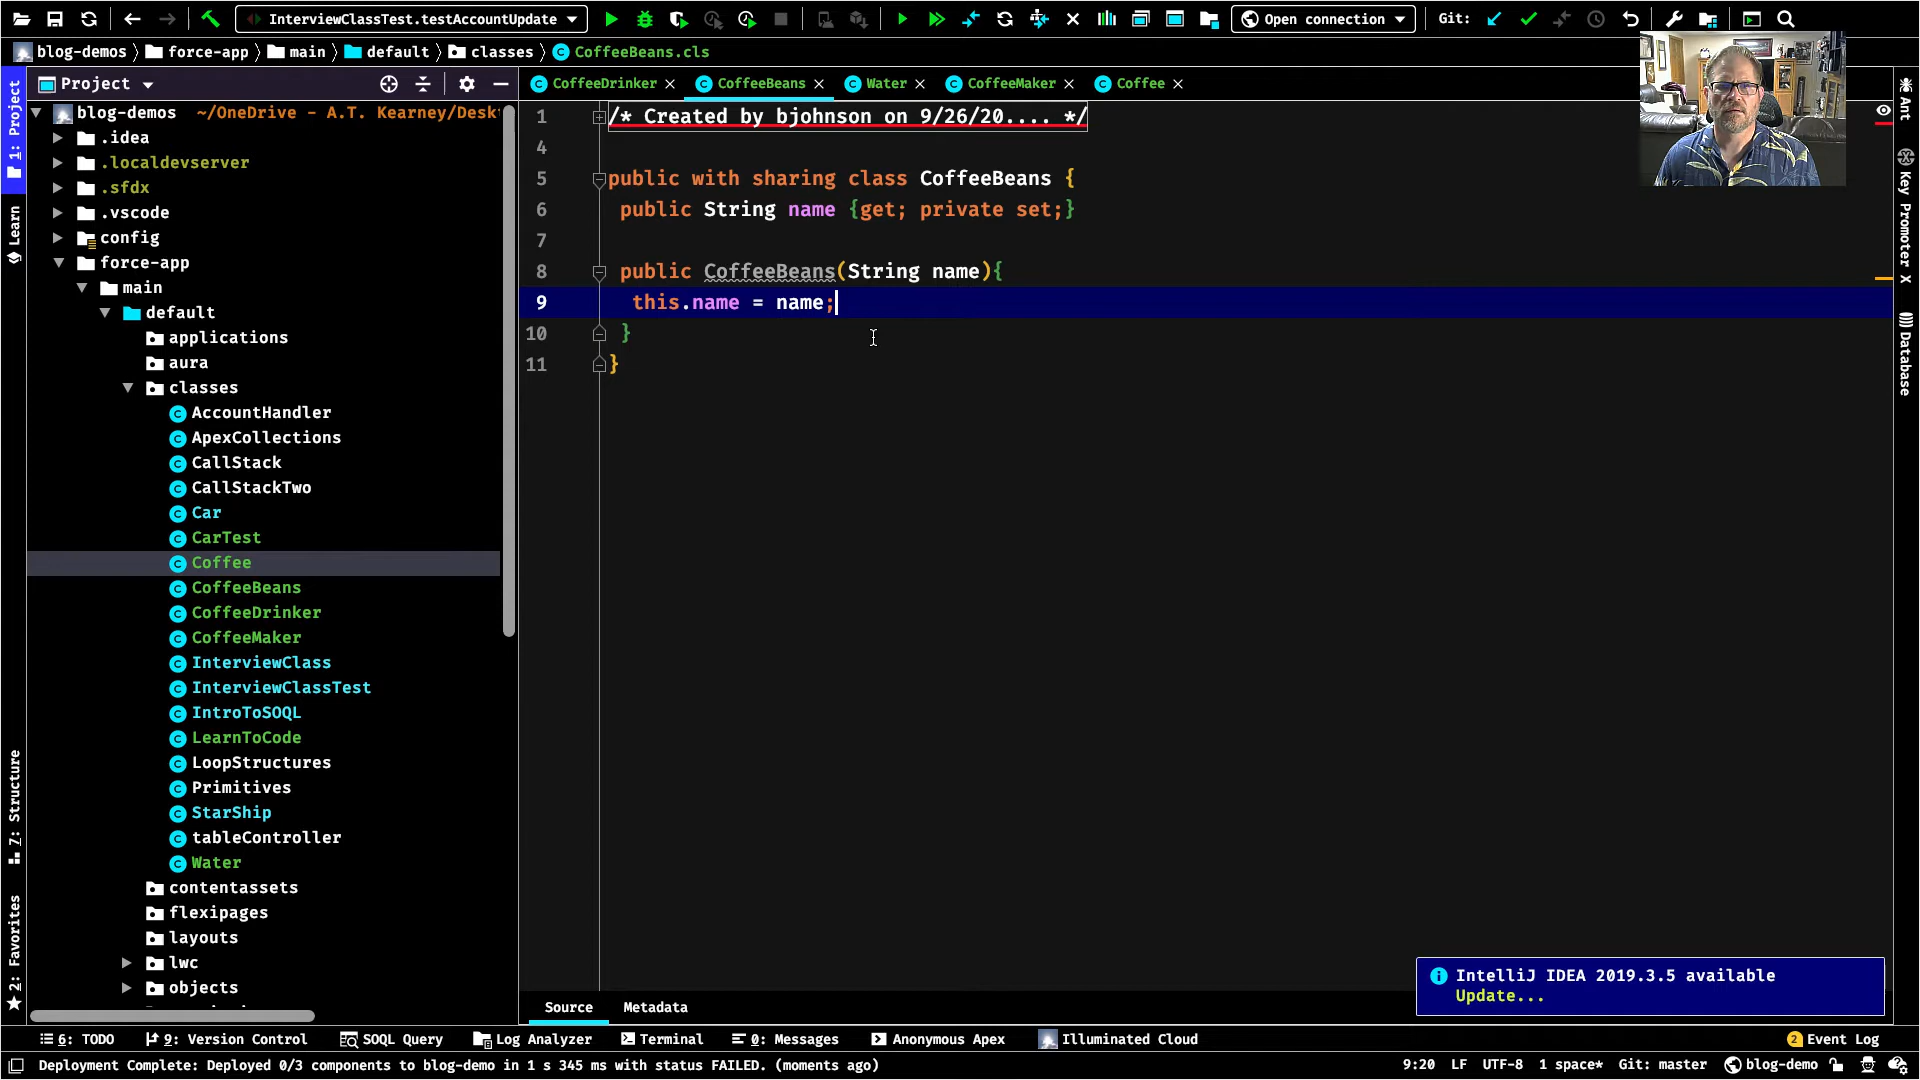 InterviewClassTest.testAccountUpdate
Open connection
Git:
blog-demos
force-app
main
default
classes
CoffeeBeans.cls
Project
CoffeeDrinker
CoffeeBeans
Water
CoffeeMaker
Coffee
1: Project
Learn
7: Structure
2: Favorites
blog-demos ~/OneDrive - A.T. Kearney/Deskt
.idea
.localdevserver
.sfdx
.vscode
config
force-app
main
default
applications
aura
classes
AccountHandler
ApexCollections
CallStack
CallStackTwo
Car
CarTest
Coffee
CoffeeBeans
CoffeeDrinker
CoffeeMaker
InterviewClass
InterviewClassTest
IntroToSOQL
LearnToCode
LoopStructures
Primitives
StarShip
tableController
Water
contentassets
flexipages
layouts
lwc
objects
1 /* Created by bjohnson on 9/26/20.... */
4
5 public with sharing class CoffeeBeans {
6 public String name {get; private set;}
7
8 public CoffeeBeans(String name){
9 this.name = name;
10 }
11 }
Ant
Key Promoter X
Database
IntelliJ IDEA 2019.3.5 available
Update...
Source
Metadata
6: TODO
9: Version Control
SOQL Query
Log Analyzer
Terminal
0: Messages
Anonymous Apex
Illuminated Cloud
2 Event Log
Deployment Complete: Deployed 0/3 components to blog-demo in 1 s 345 ms with status FAILED. (moments ago)
9:20
LF
UTF-8
1 space*
Git: master
blog-demo